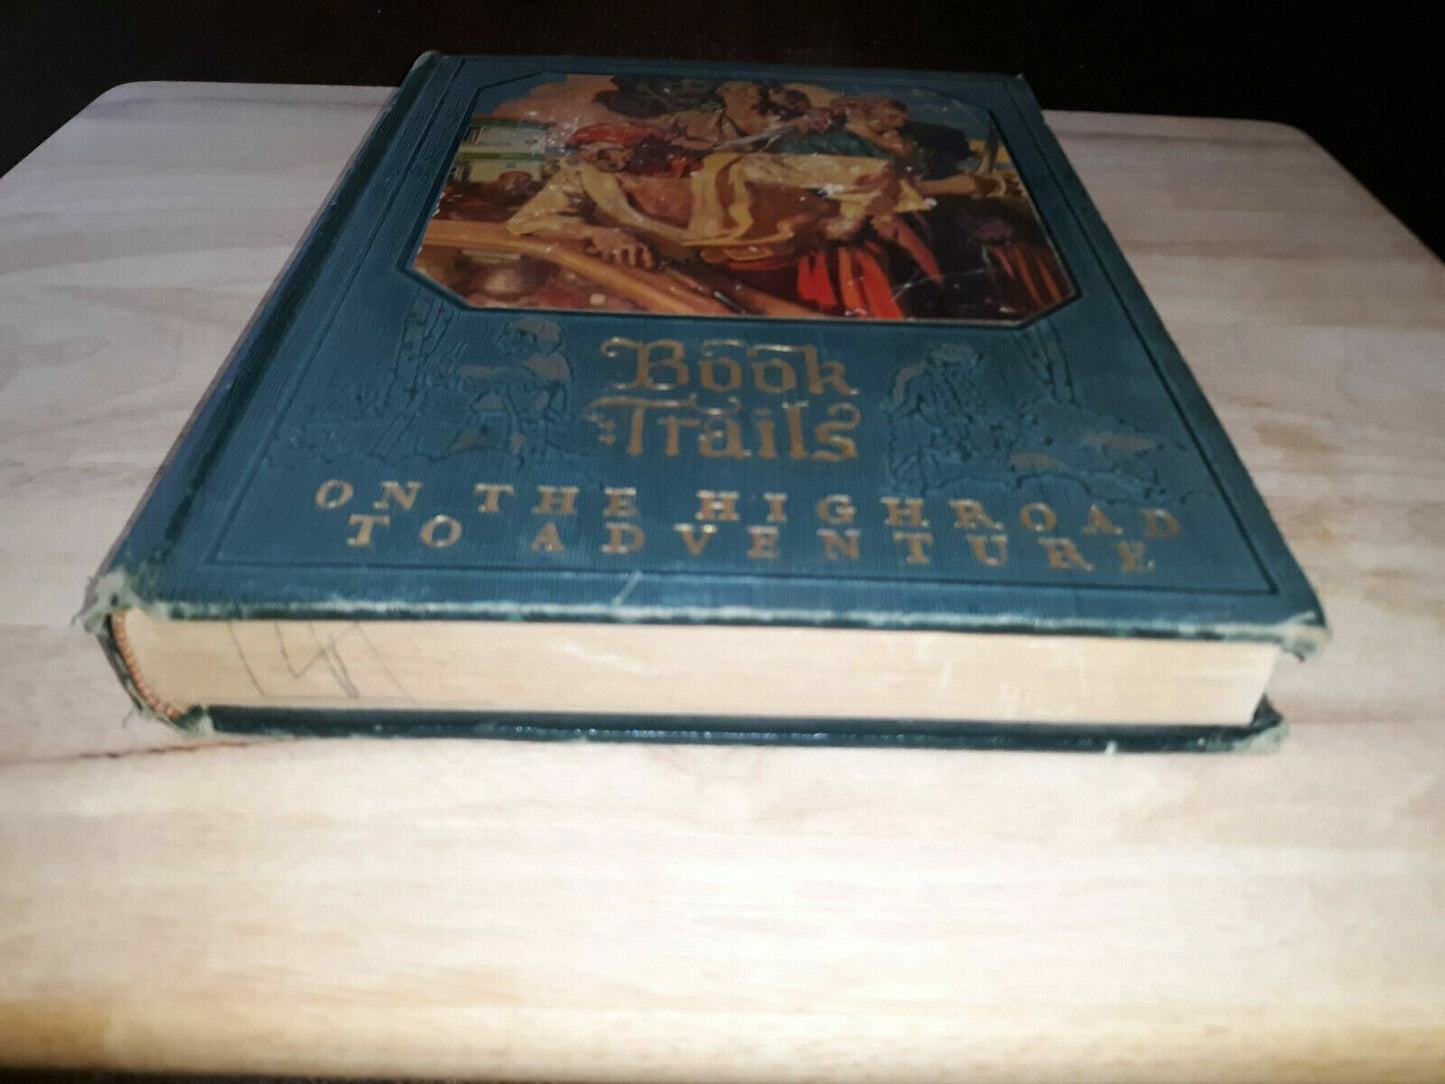 Book
Trails
ON THE HIGHROAD
TO ADVENTURE